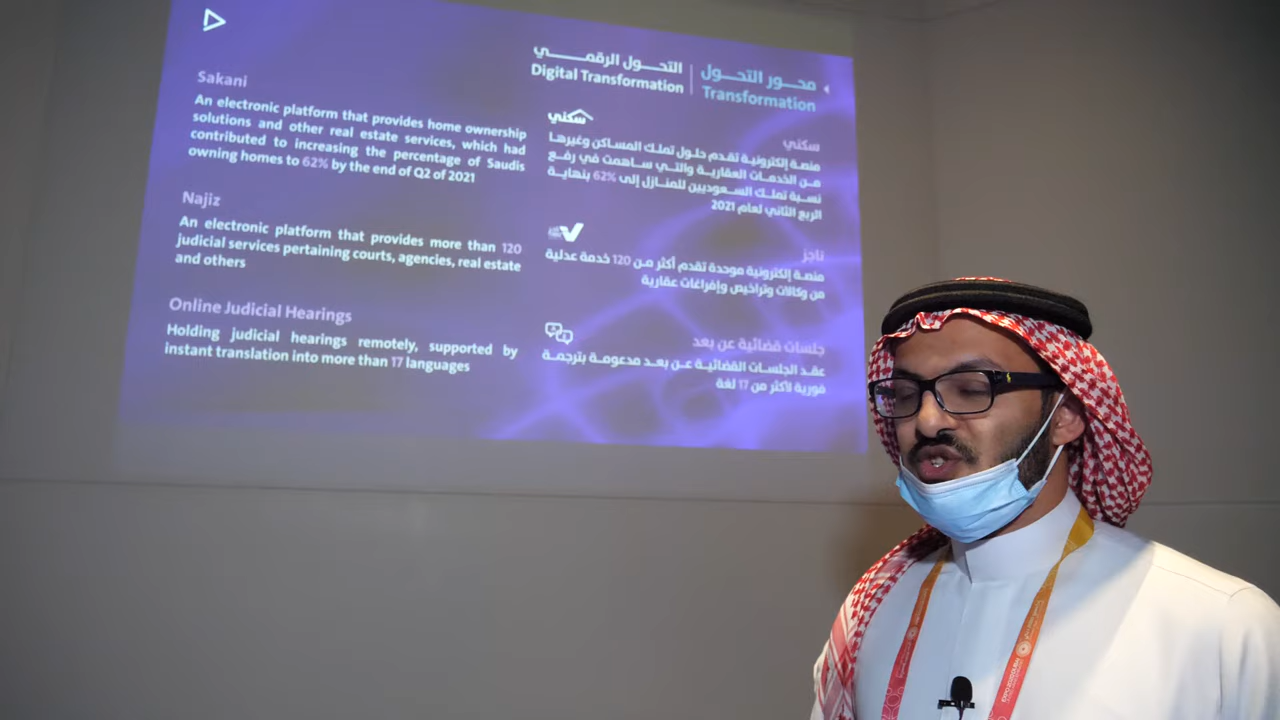 محور التحول
Transformation
التحول الرقمي
Digital Transformation
Sakani
An electronic platform that provides home ownership
solutions and other real estate services, which had
contributed to increasing the percentage of Saudis
owning homes to 62% by the end of Q2 of 2021
Najiz
An electronic platform that provides more than 120
judicial services pertaining courts, agencies, real estate
and others
Online Judicial Hearings
Holding judicial hearings remotely, supported by
instant translation into more than 17 languages
سكني
سكني
منصة إلكترونية تقدم حلول تملك المساكن وغيرها
من الخدمات العقارية والتي ساهمت في رفع
نسبة تملك السعوديين للمنازل إلى 62% بنهاية
الربع الثاني لعام 2021
ناجز
منصة إلكترونية موحدة تقدم أكثر من 120 خدمة عدلية
من وكالات وتراخيص وإفراغات عقارية
جلسات قضائية عن بعد
عقد الجلسات القضائية عن بعد مدعومة بترجمة
فورية لأكثر من 17 لغة